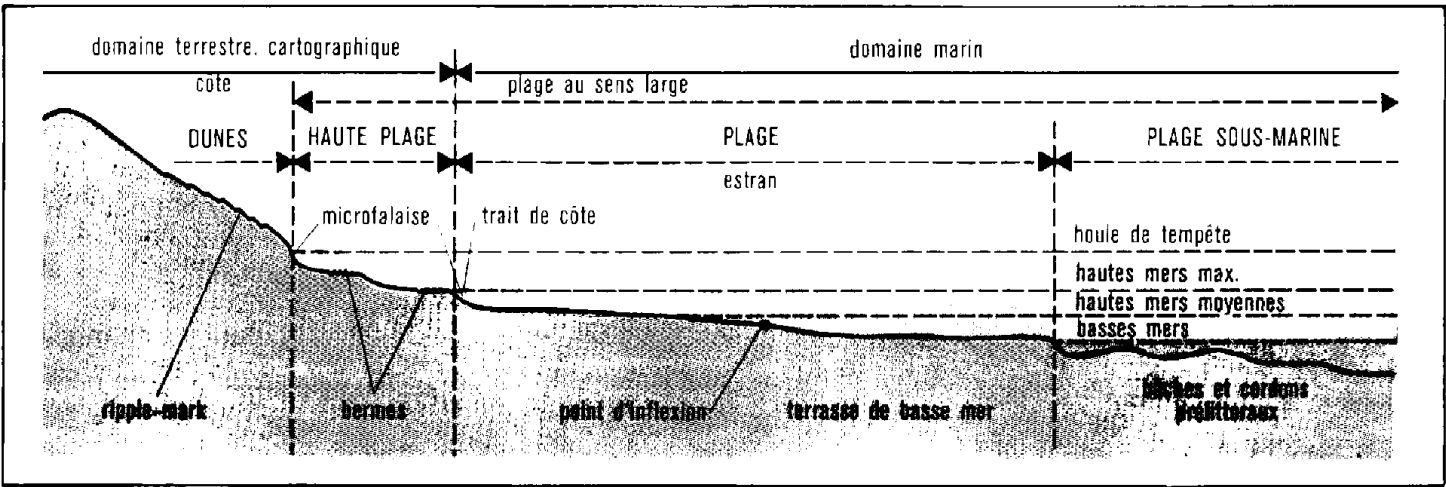 domaine terrestre. cartographique
domaine marin
côte
plage au sens large
DUNES
HAUTE PLAGE
PLAGE
PLAGE SOUS-MARINE
estran
microfalaise
trait de côte
houle de tempête
hautes mers max.
hautes mers moyennes
basses mers
ripple-mark
bermes
point d'inflexion
terrasse de basse mer
bâches et cordons
prélittoraux